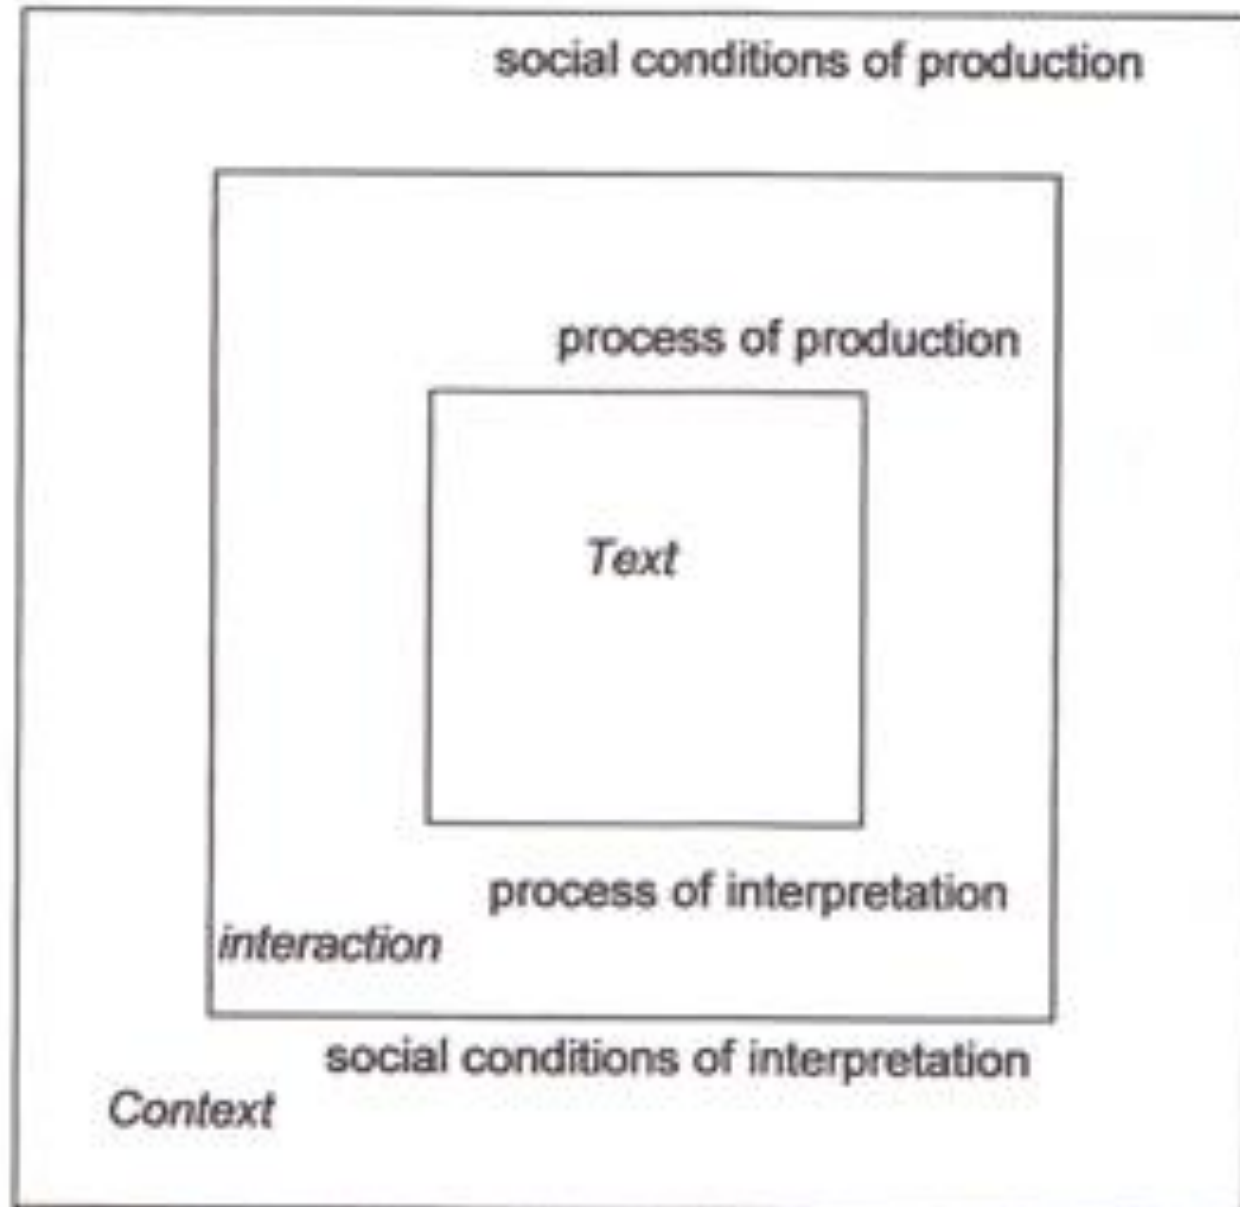 social conditions of production
process of production
Text
process of interpretation
interaction
social conditions of interpretation
Context